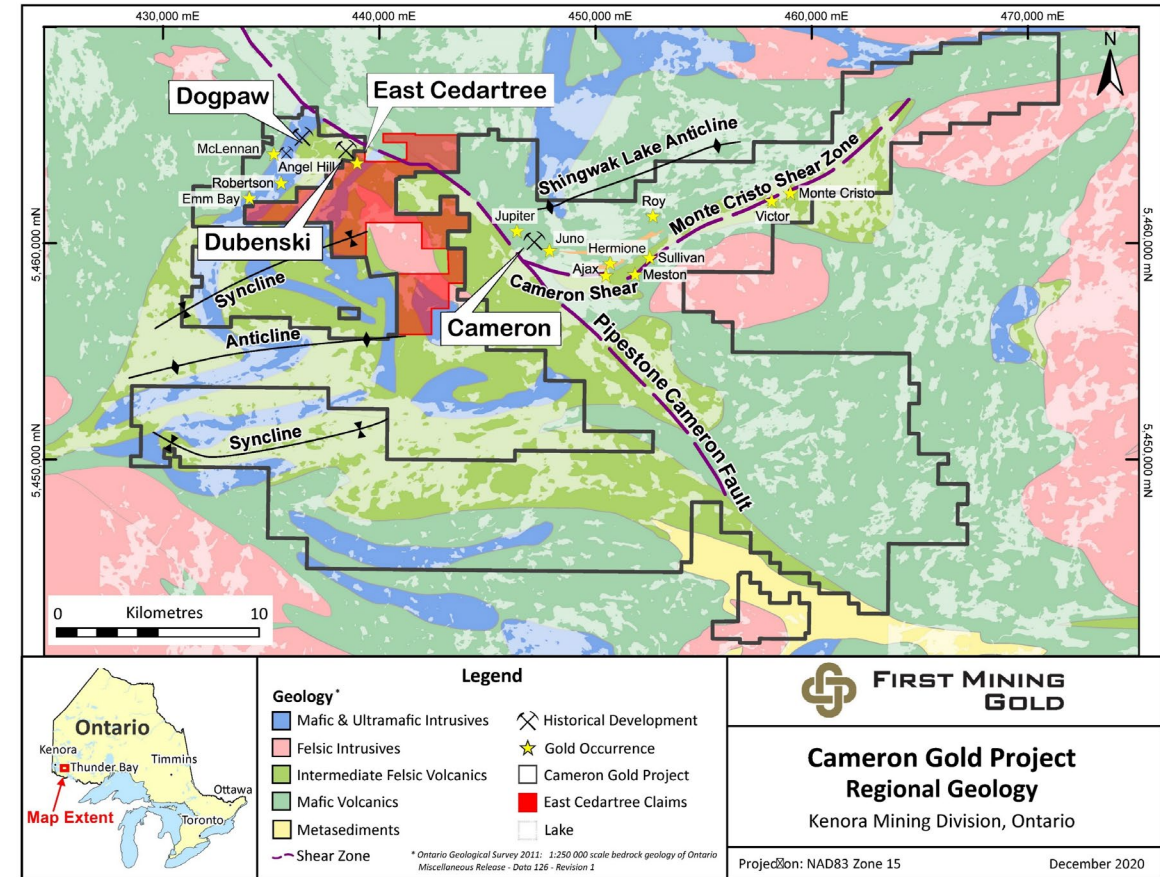 430,000 mE
440,000 mE
450,000 mE
460,000 mE
470,000 mE
N
Dogpaw
East Cedartree
McLennan
Angel Hill
Robertson
Emm Bay
Dubenski
Shingwak Lake Anticline
Monte Cristo Shear Zone
Monte Cristo
Victor
Roy
Jupiter
Juno
Hermione
Sullivan
Ajax
Meston
Cameron Shear
Cameron
Pipestone Cameron Fault
5,460,000 mN
5,460,000 mN
Syncline
Anticline
Syncline
5,450,000 mN
5,450,000 mN
0 Kilometres 10
Ontario
Kenora
Thunder Bay
Timmins
Ottawa
Toronto
Map Extent
Legend
Geology*
Mafic & Ultramafic Intrusives
Felsic Intrusives
Intermediate Felsic Volcanics
Mafic Volcanics
Metasediments
Shear Zone
Historical Development
Gold Occurrence
Cameron Gold Project
East Cedartree Claims
Lake
* Ontario Geological Survey 2011: 1:250 000 scale bedrock geology of Ontario
Miscellaneous Release - Data 126 - Revision 1
FIRST MINING
GOLD
Cameron Gold Project
Regional Geology
Kenora Mining Division, Ontario
Projec☒on: NAD83 Zone 15
December 2020